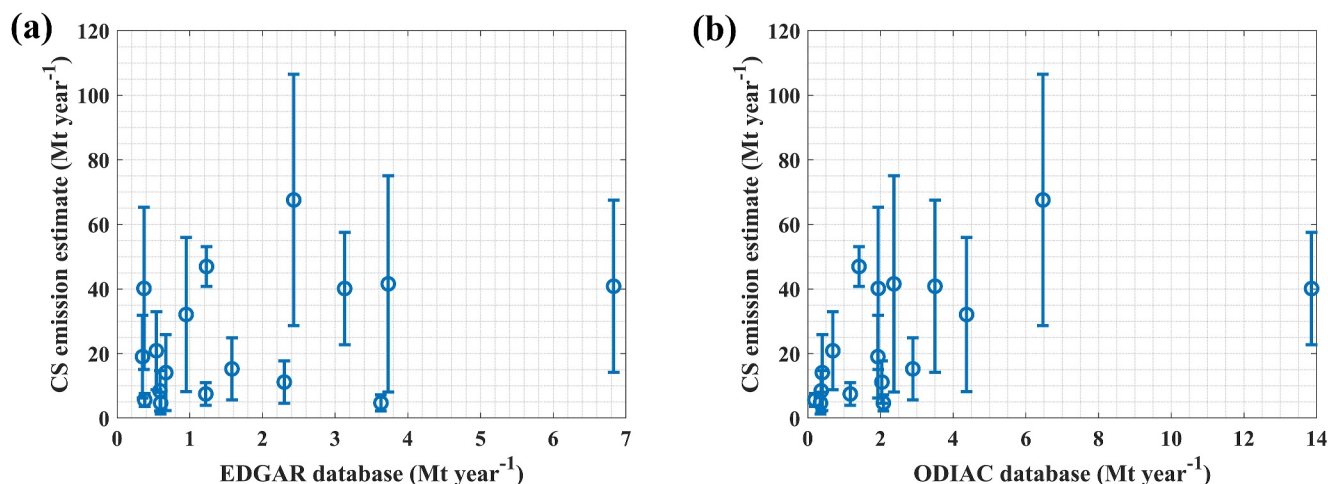 (a)
CS emission estimate (Mt year⁻¹)
120
100
80
60
40
20
0
0 1 2 3 4 5 6 7
EDGAR database (Mt year⁻¹)
(b)
CS emission estimate (Mt year⁻¹)
120
100
80
60
40
20
0
0 2 4 6 8 10 12 14
ODIAC database (Mt year⁻¹)